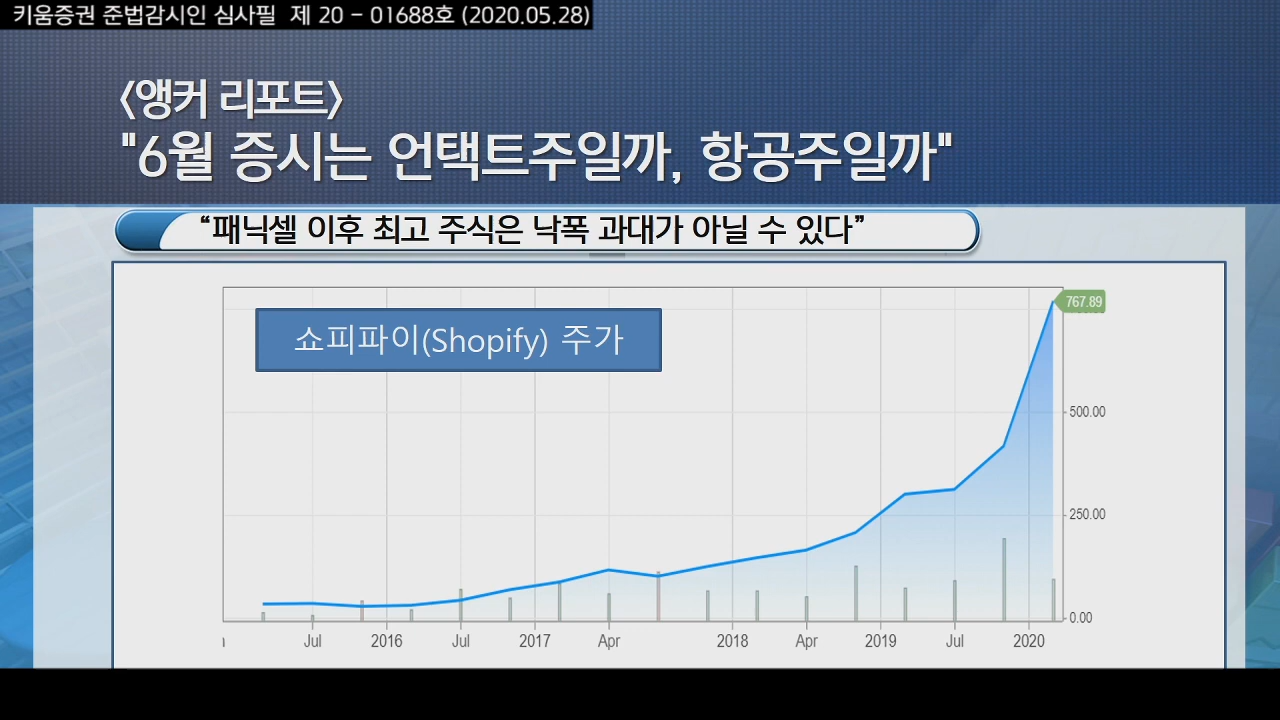 키움증권 준법감시인 심사필 제 20 - 01688호 (2020.05.28)
<앵커 리포트>
"6월 증시는 언택트주일까, 항공주일까"
“패닉셀 이후 최고 주식은 낙폭 과대가 아닐 수 있다”
쇼피파이(Shopify) 주가
767.89
500.00
250.00
0.00
Jul 2016 Jul 2017 Apr 2018 Apr 2019 Jul 2020